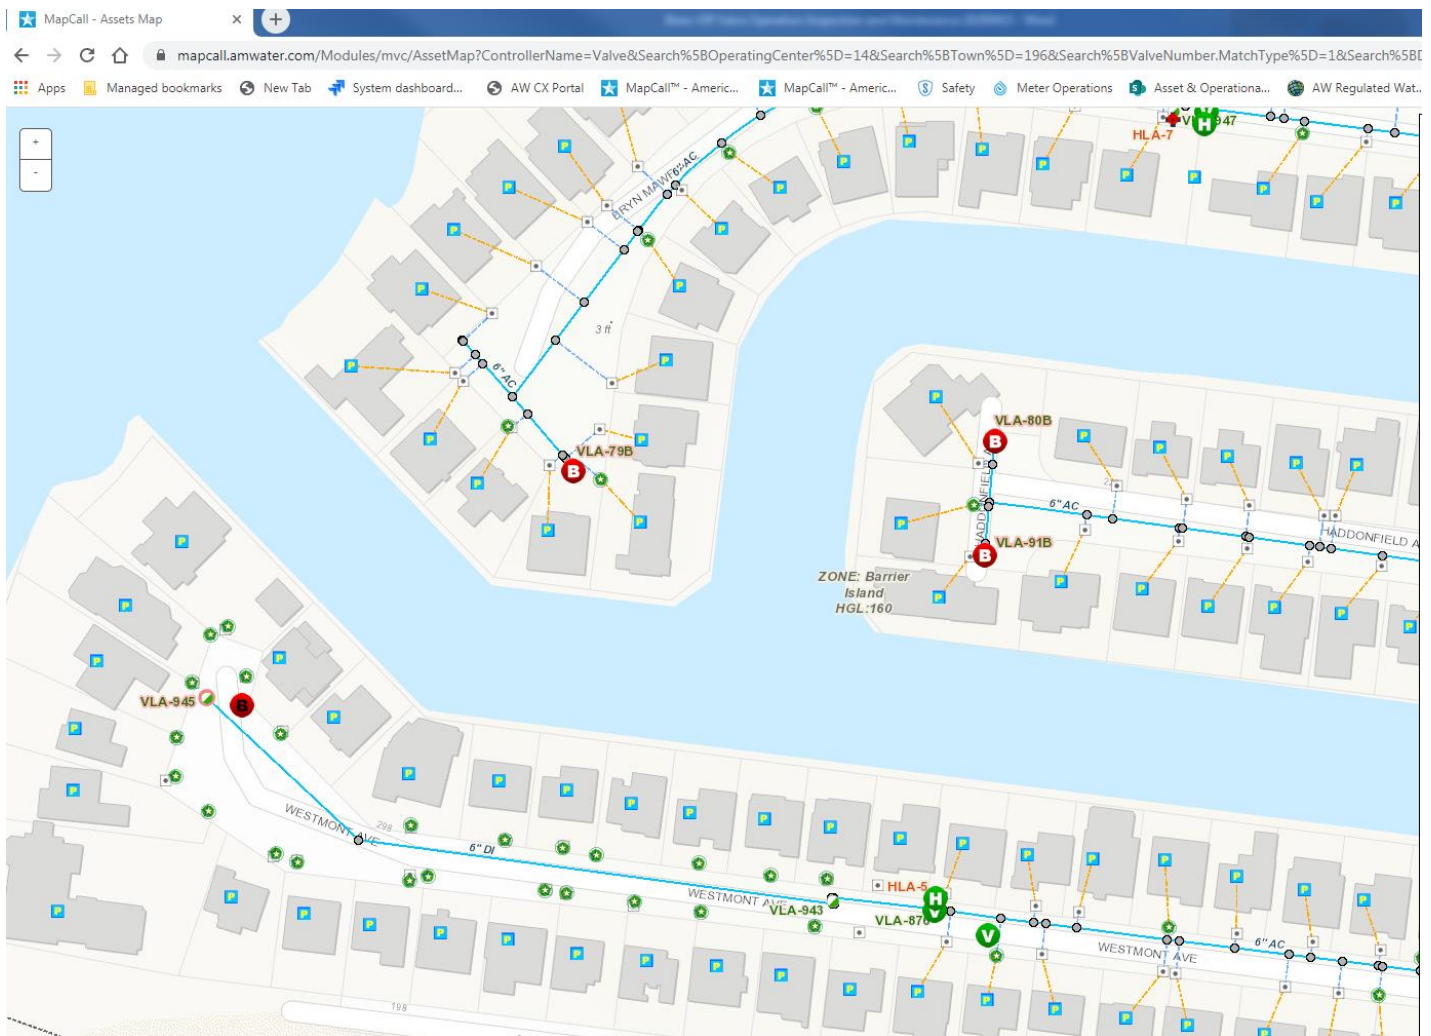 MapCall - Assets Map
mapcall.amwater.com/Modules/mvc/AssetMap?ControllerName=Valve&Search%5BOperatingCenter%5D=14&Search%5BTown%5D=196&Search%5BValveNumber.MatchType%5D=1&Search%5B
Apps Managed bookmarks New Tab System dashboard... AW CX Portal MapCall™ - Americ... MapCall™ - Americ... Safety Meter Operations Asset & Operationa... AW Regulated Wat...
+
-
HLA-7
H
6" AC
3 ft
6" AC
VLA-79B
B
VLA-80B
B
6" AC
HADDONFIELD A
VLA-91B
B
ZONE: Barrier
Island
HGL:160
VLA-945
B
WESTMONT AVE
298
6" DI
WESTMONT AVE
VLA-943
HLA-5
H
VLA-876
V
V
WESTMONT AVE
6" AC
198